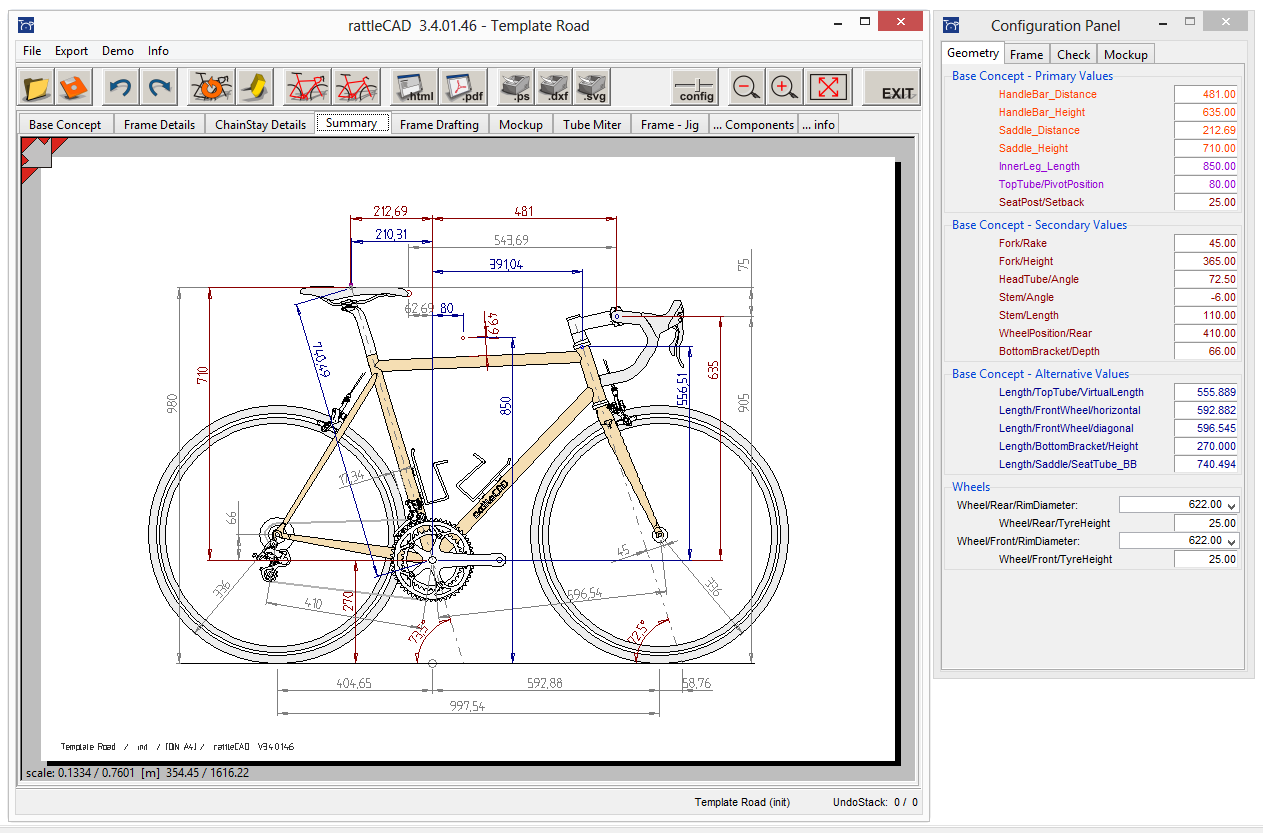 rattleCAD 3.4.01.46 - Template Road
File Export Demo Info
.html .pdf .ps .dxf .svg config EXIT
Base Concept Frame Details ChainStay Details Summary Frame Drafting Mockup Tube Miter Frame - Jig ... Components ... info
212,69 481
210,31 543,69
391,04 75
62,69 80
649,07
710
980
850
556,51
635
905
17,34
rattleCAD
66
45
336 410 270 596,54 336
73,5° 72,5°
404,65 592,88 58,76
997,54
Template Road / init / [DIN A4] / rattleCAD V3.4.01.46
scale: 0.1334 / 0.7601 [m] 354.45 / 1616.22
Template Road (init) UndoStack: 0 / 0
Configuration Panel
Geometry Frame Check Mockup
Base Concept - Primary Values
HandleBar_Distance 481.00
HandleBar_Height 635.00
Saddle_Distance 212.69
Saddle_Height 710.00
InnerLeg_Length 850.00
TopTube/PivotPosition 80.00
SeatPost/Setback 25.00
Base Concept - Secondary Values
Fork/Rake 45.00
Fork/Height 365.00
HeadTube/Angle 72.50
Stem/Angle -6.00
Stem/Length 110.00
WheelPosition/Rear 410.00
BottomBracket/Depth 66.00
Base Concept - Alternative Values
Length/TopTube/VirtualLength 555.889
Length/FrontWheel/horizontal 592.882
Length/FrontWheel/diagonal 596.545
Length/BottomBracket/Height 270.000
Length/Saddle/SeatTube_BB 740.494
Wheels
Wheel/Rear/RimDiameter: 622.00
Wheel/Rear/TyreHeight 25.00
Wheel/Front/RimDiameter: 622.00
Wheel/Front/TyreHeight 25.00